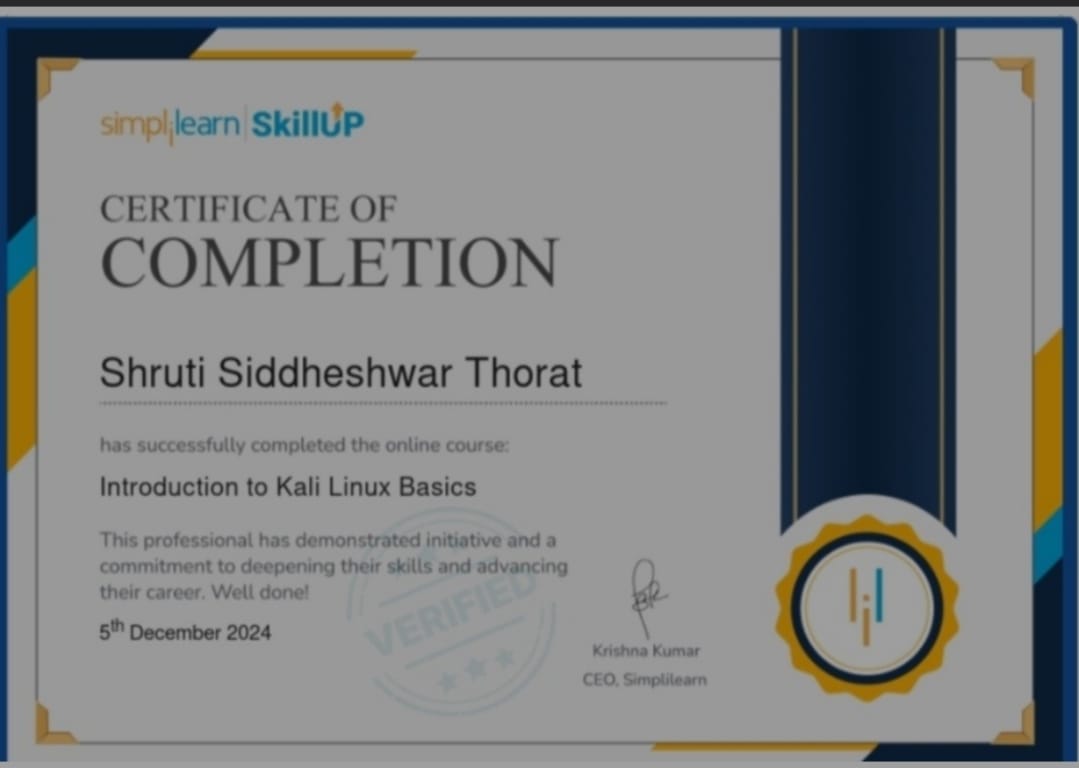 simplilearn | SkillUP
CERTIFICATE OF
COMPLETION
Shruti Siddheshwar Thorat
has successfully completed the online course:
Introduction to Kali Linux Basics
This professional has demonstrated initiative and a
commitment to deepening their skills and advancing
their career. Well done!
5th December 2024
VERIFIED
Krishna Kumar
CEO, Simplilearn